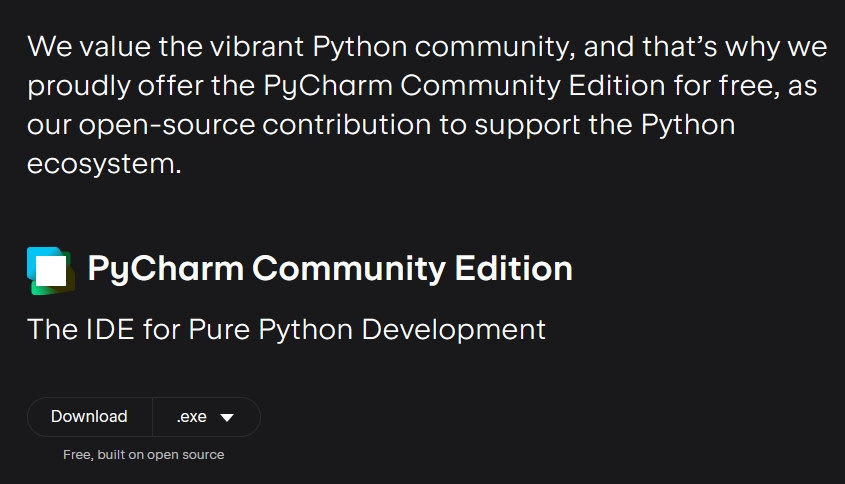 We value the vibrant Python community, and that’s why we
proudly offer the PyCharm Community Edition for free, as
our open-source contribution to support the Python
ecosystem.
PyCharm Community Edition
The IDE for Pure Python Development
Download .exe
Free, built on open source